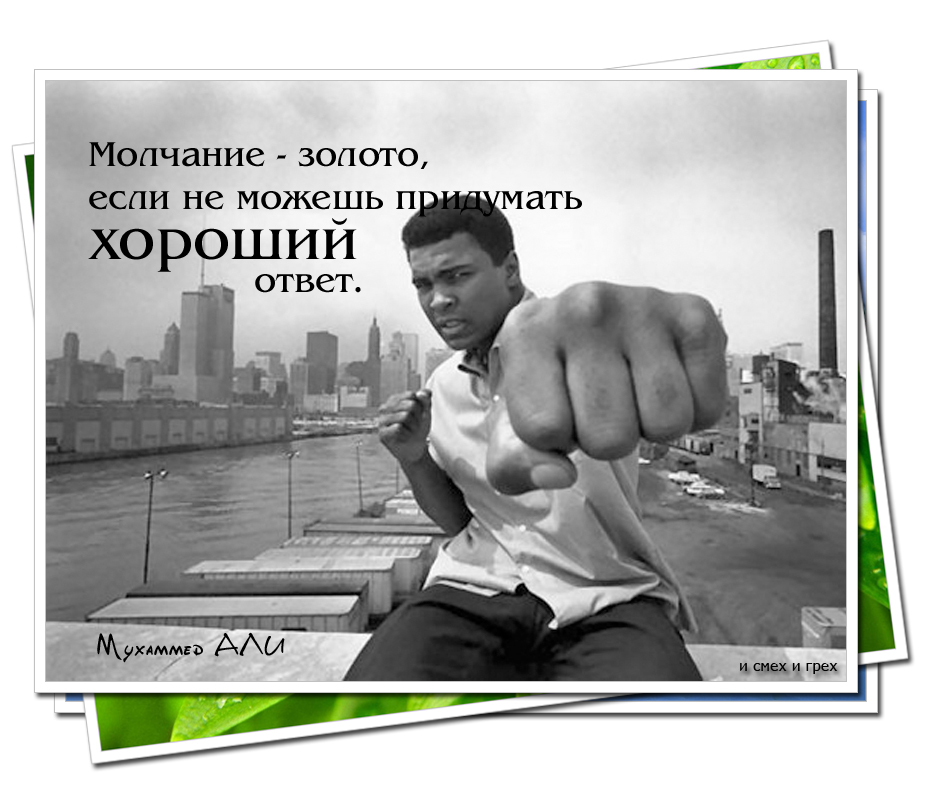 Молчание - золото,
если не можешь придумать
хороший
ответ.
Мухаммед АЛИ
и смех и грех